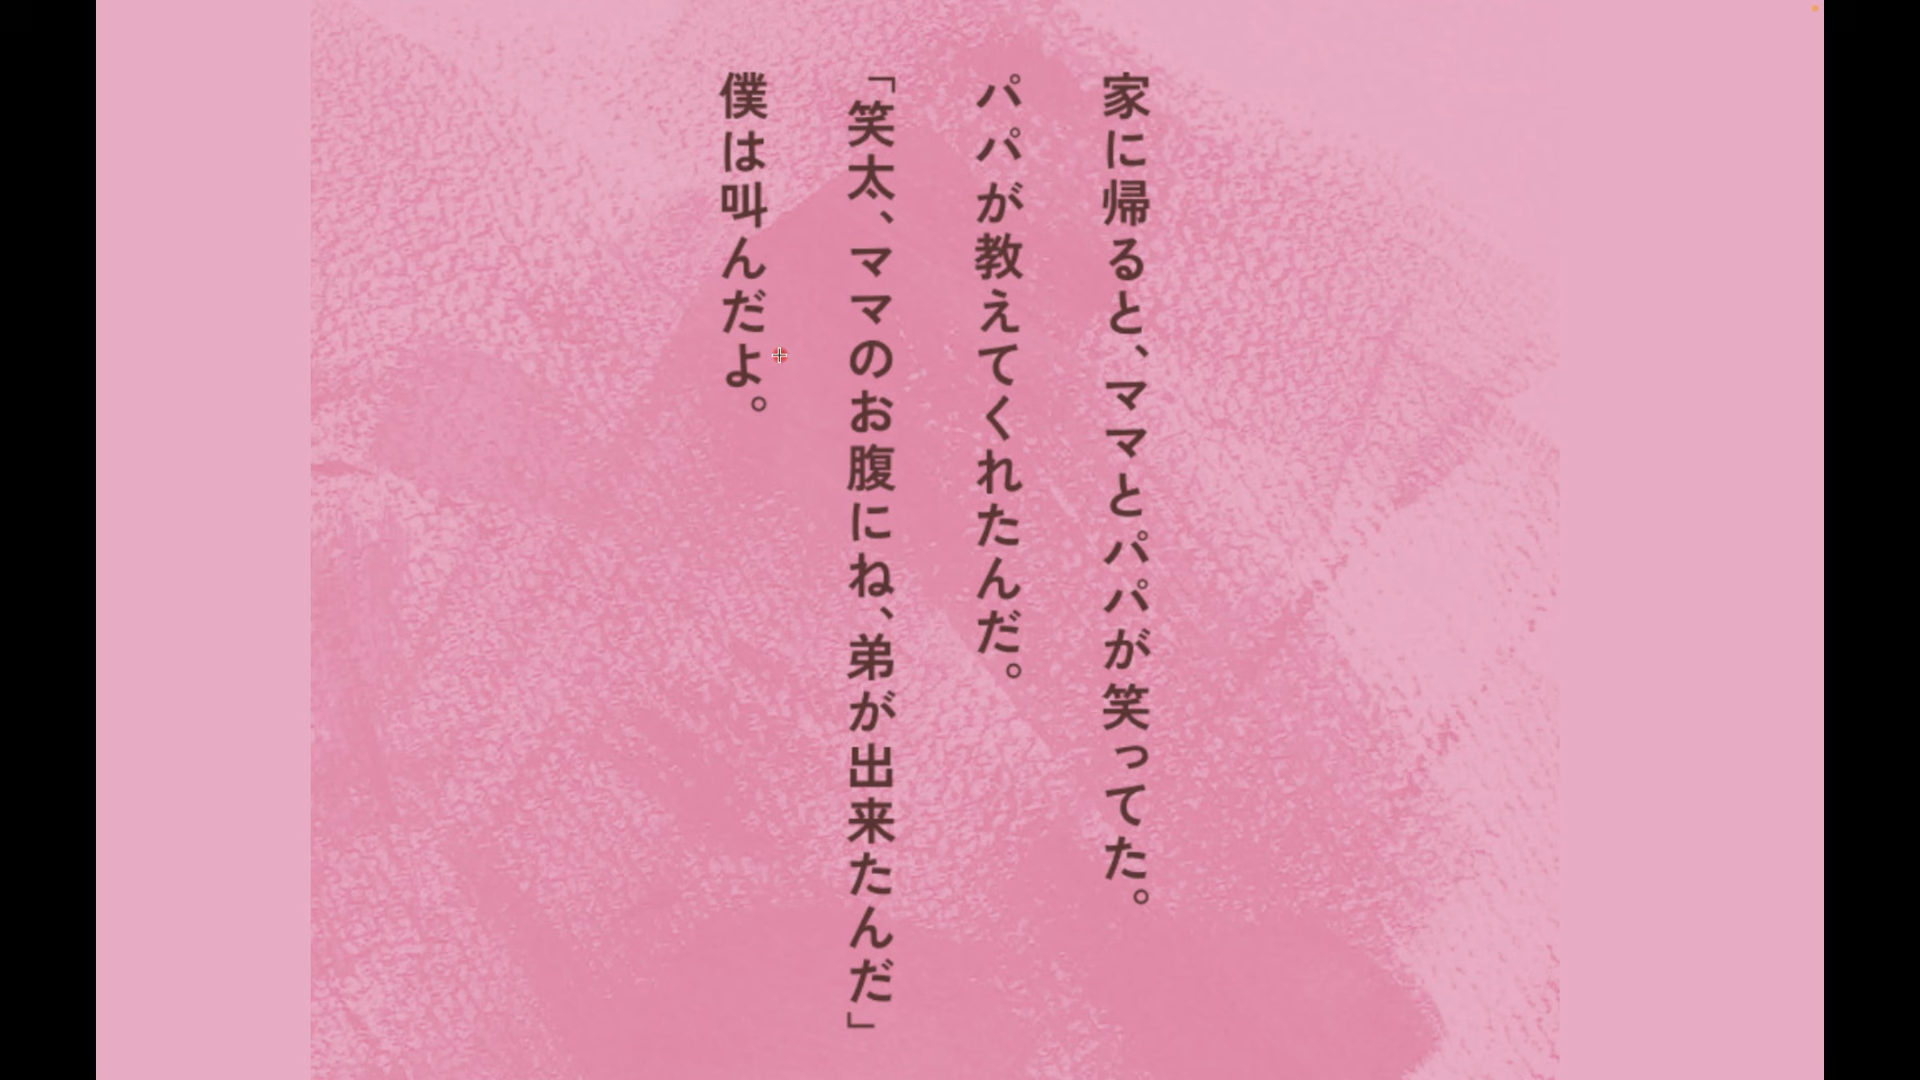 家に帰ると、ママとパパが笑ってた。
パパが教えてくれたんだ。
「笑太、ママのお腹にね、弟が出来たんだ」
僕は叫んだよ。